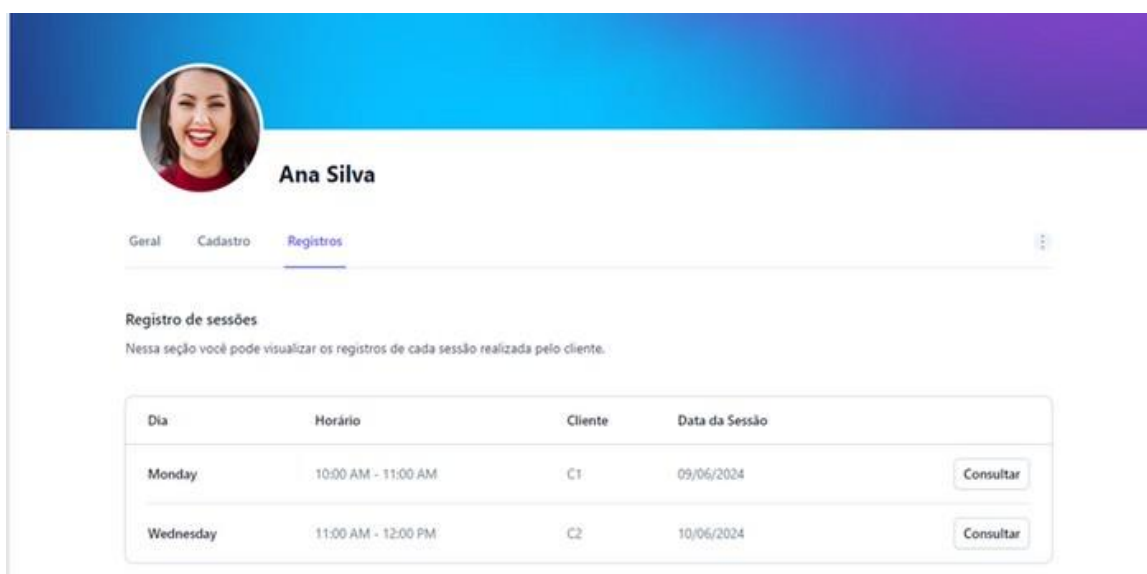 Ana Silva
Geral Cadastro Registros
Registro de sessões
Nessa seção você pode visualizar os registros de cada sessão realizada pelo cliente.
Dia Horário Cliente Data da Sessão
Monday 10:00 AM - 11:00 AM C1 09/06/2024 Consultar
Wednesday 11:00 AM - 12:00 PM C2 10/06/2024 Consultar